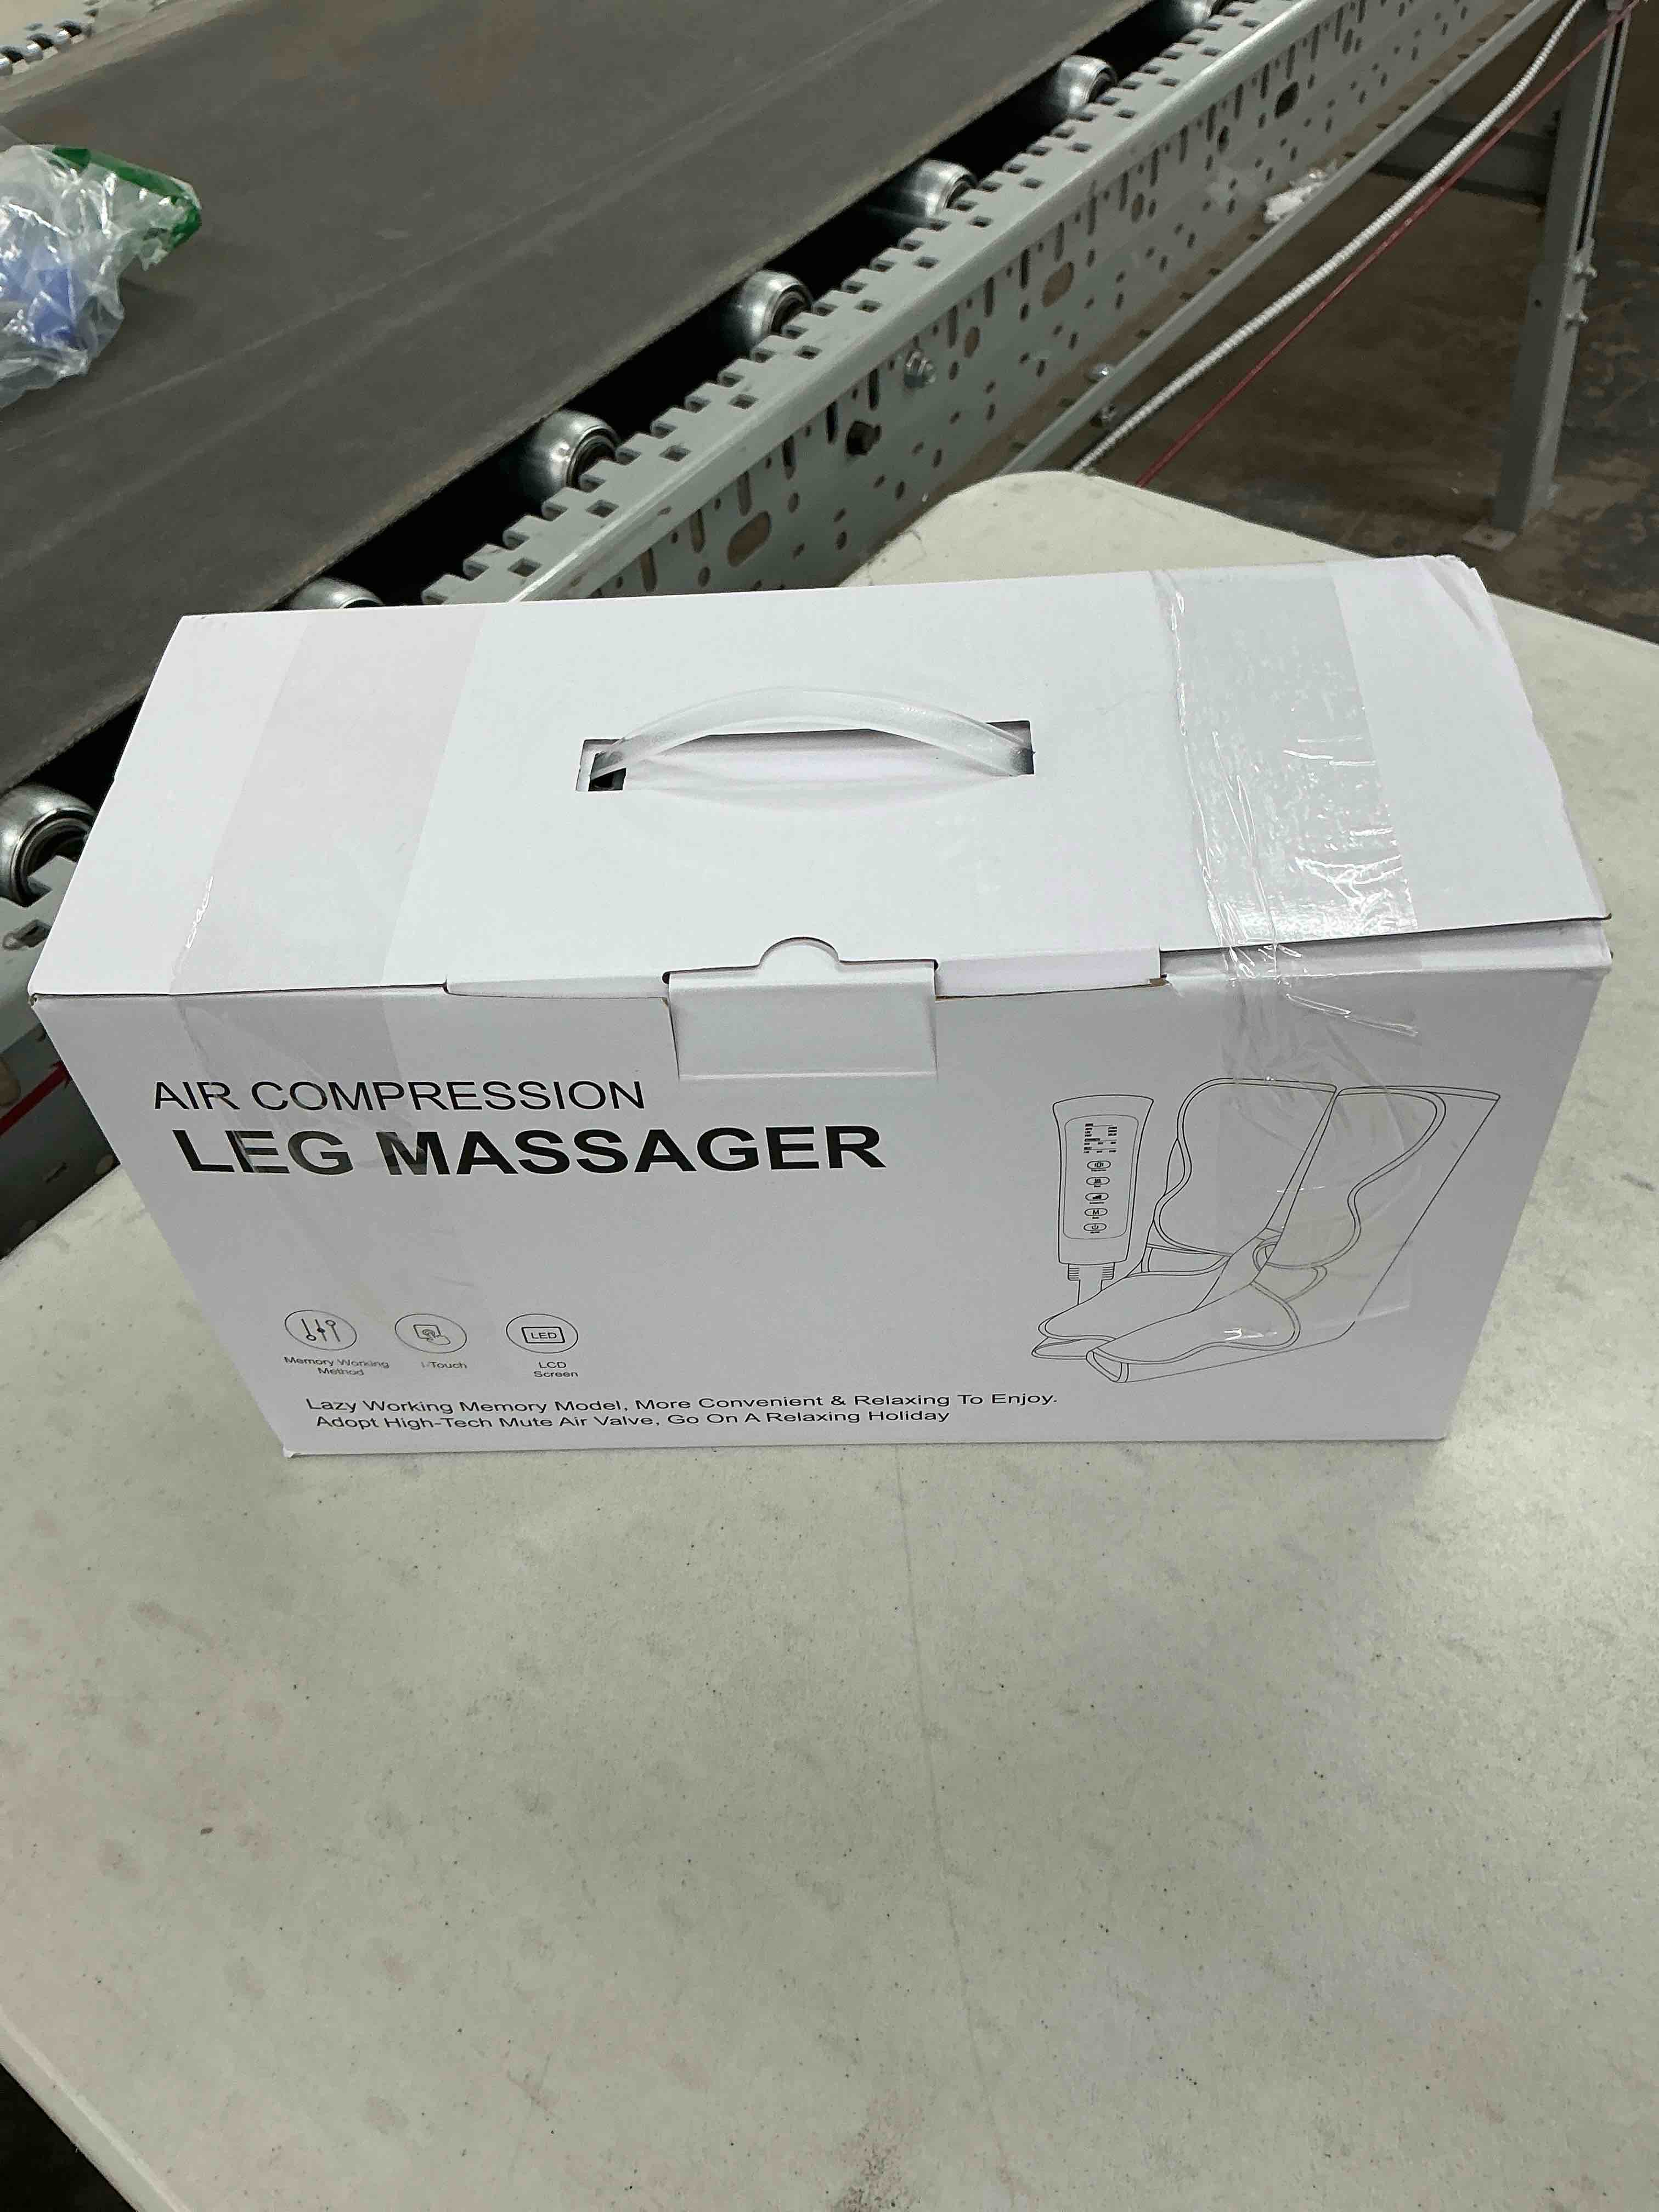 AIR COMPRESSION
LEG MASSAGER
Memory Working
Method
i-Touch
LED
LCD
Screen
M
Lazy Working Memory Model, More Convenient & Relaxing To Enjoy.
Adopt High-Tech Mute Air Valve, Go On A Relaxing Holiday